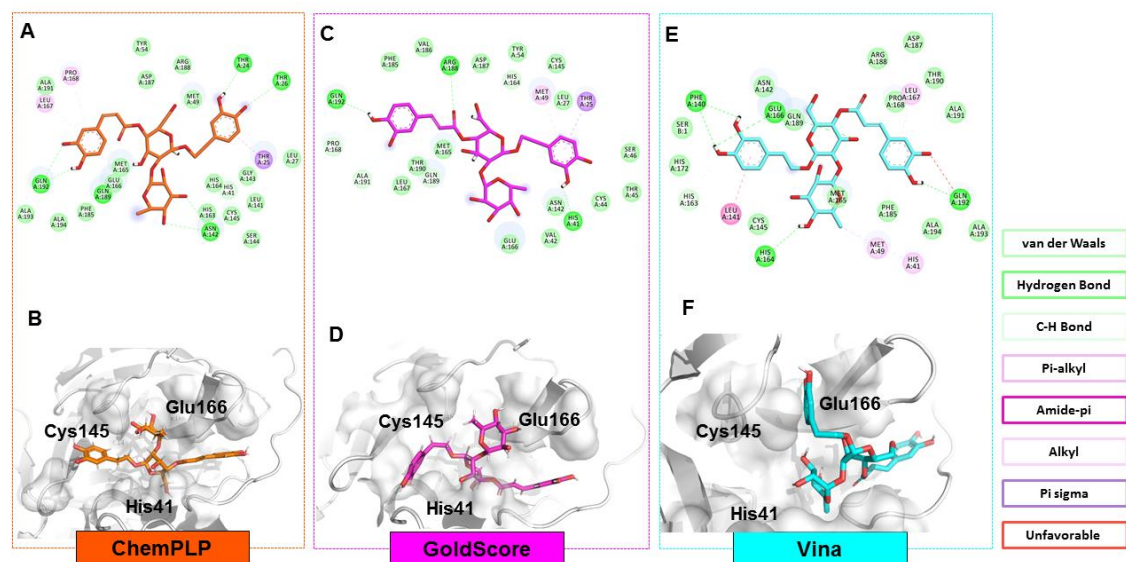 A
TYR
A:54
PRO
A:168
ARG
A:188
THR
A:24
ALA
A:191
ASP
A:187
THR
A:26
LEU
A:167
MET
A:49
MET
A:165
THR
A:25
LEU
A:27
GLN
A:192
GLU
A:166
GLN
A:189
HIS
A:164
HIS
A:41
GLY
A:143
ALA
A:193
ALA
A:194
PHE
A:185
HIS
A:163
CYS
A:145
LEU
A:141
ASN
A:142
SER
A:144
B
Cys145
Glu166
His41
ChemPLP
C
VAL
A:186
TYR
A:54
PHE
A:185
ARG
A:188
ASP
A:187
HIS
A:164
CYS
A:145
GLN
A:192
MET
A:49
LEU
A:27
THR
A:25
PRO
A:168
MET
A:165
SER
A:46
THR
A:190
ALA
A:191
LEU
A:167
GLN
A:189
THR
A:45
ASN
A:142
CYS
A:44
HIS
A:41
GLU
A:166
VAL
A:42
D
Cys145
Glu166
His41
GoldScore
E
ASP
A:187
ARG
A:188
ASN
A:142
THR
A:190
PHE
A:140
LEU
A:167
PRO
A:168
GLU
A:166
GLN
A:189
ALA
A:191
SER
B:1
HIS
A:172
HIS
A:163
MET
A:165
GLN
A:192
LEU
A:141
CYS
A:145
PHE
A:185
ALA
A:194
ALA
A:193
HIS
A:164
MET
A:49
HIS
A:41
F
Glu166
Cys145
His41
Vina
van der Waals
Hydrogen Bond
C-H Bond
Pi-alkyl
Amide-pi
Alkyl
Pi sigma
Unfavorable